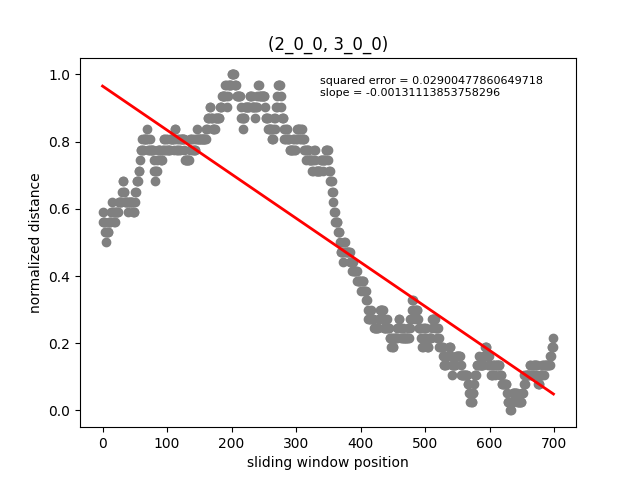 (2_0_0, 3_0_0)
squared error = 0.02900477860649718
slope = -0.00131113853758296
normalized distance
1.0
0.8
0.6
0.4
0.2
0.0
0 100 200 300 400 500 600 700
sliding window position